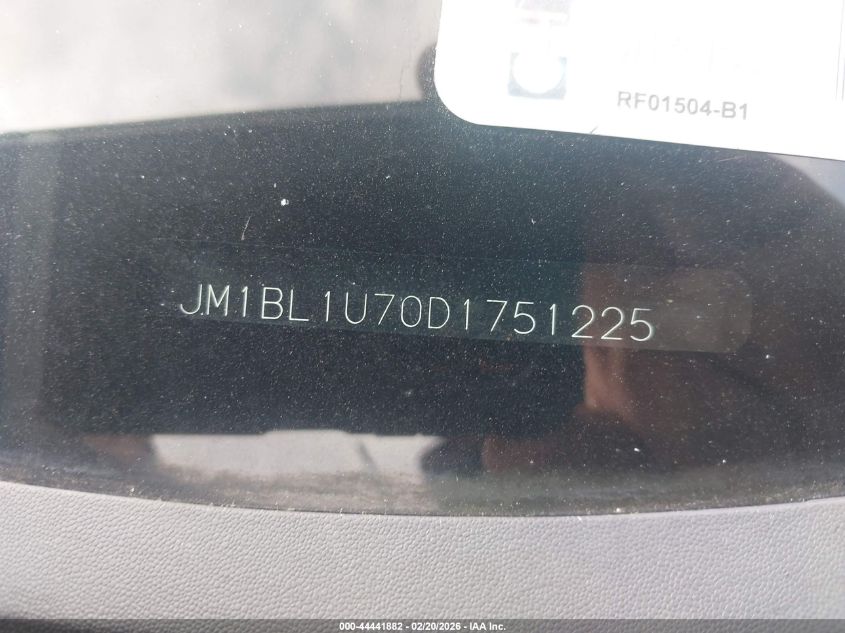 RF01504-B1
JM1BL1U70D1751225
000-44441882 - 02/20/2026 - IAA Inc.